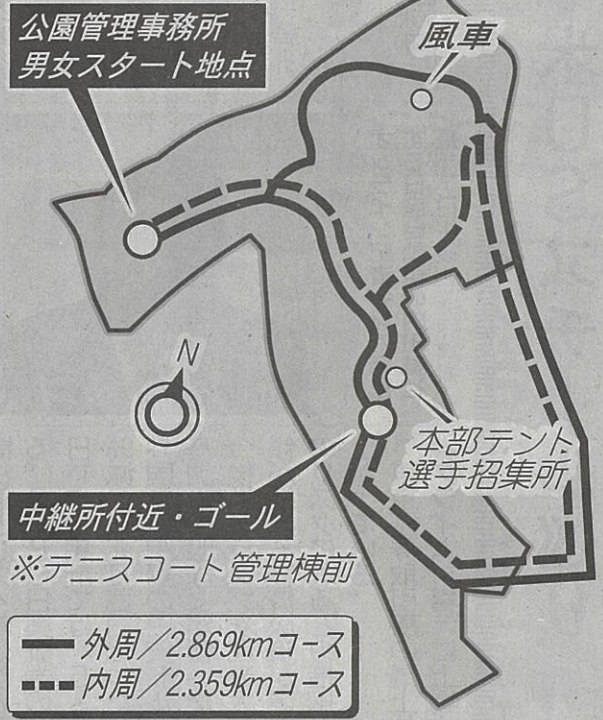 公園管理事務所
男女スタート地点
風車
N
本部テント
選手招集所
中継所付近・ゴール
※テニスコート管理棟前
外周／2.869kmコース
内周／2.359kmコース